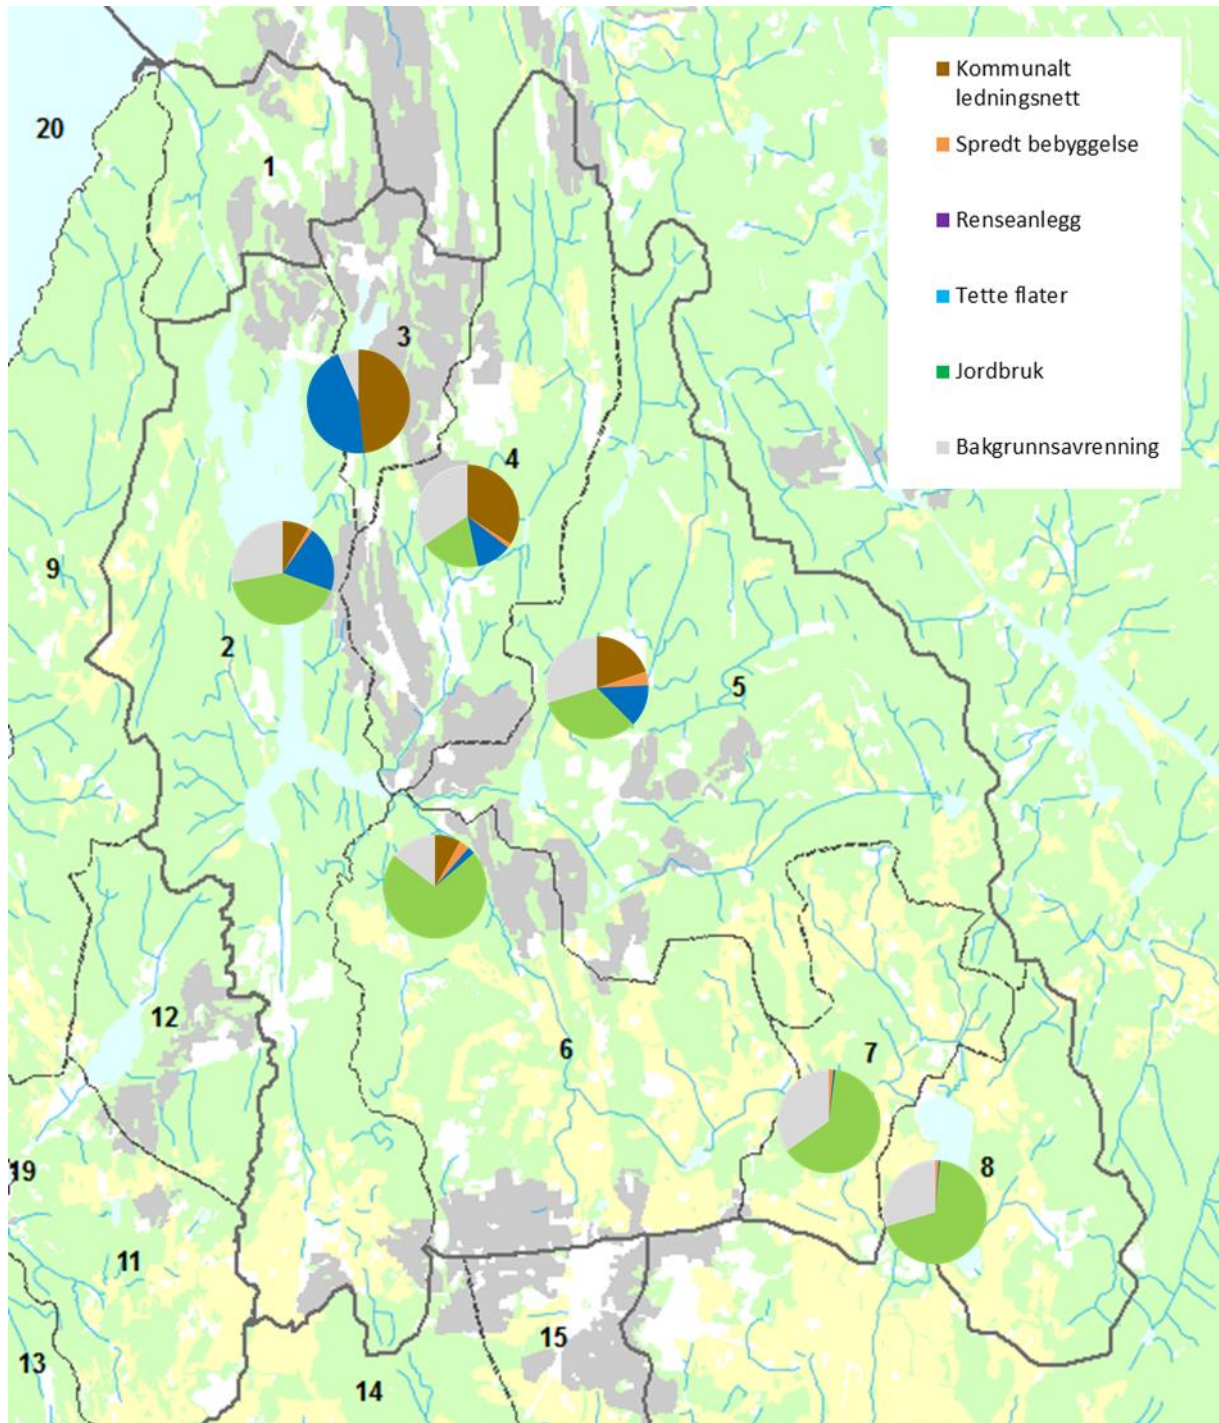 Kommunalt
ledningsnett
Spredt bebyggelse
Renseanlegg
Tette flater
Jordbruk
Bakgrunnsavrenning
20
1
3
4
9
2
5
12
6
7
19
8
11
15
13
14